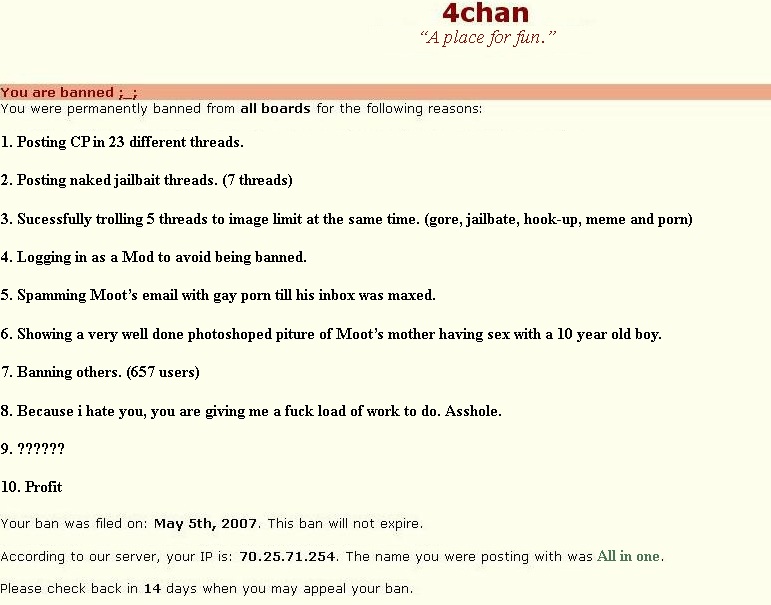 4chan
“A place for fun.”
You are banned ;_;
You were permanently banned from all boards for the following reasons:
1. Posting CP in 23 different threads.
2. Posting naked jailbait threads. (7 threads)
3. Sucessfully trolling 5 threads to image limit at the same time. (gore, jailbate, hook-up, meme and porn)
4. Logging in as a Mod to avoid being banned.
5. Spamming Moot’s email with gay porn till his inbox was maxed.
6. Showing a very well done photoshoped piture of Moot’s mother having sex with a 10 year old boy.
7. Banning others. (657 users)
8. Because i hate you, you are giving me a fuck load of work to do. Asshole.
9. ??????
10. Profit
Your ban was filed on: May 5th, 2007. This ban will not expire.
According to our server, your IP is: 70.25.71.254. The name you were posting with was All in one.
Please check back in 14 days when you may appeal your ban.